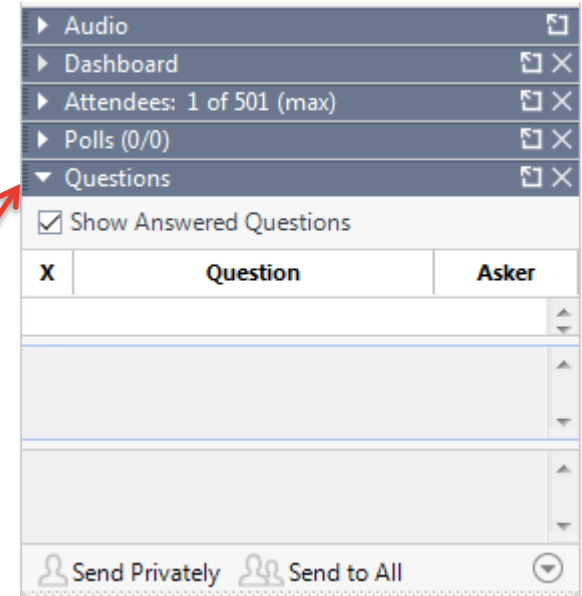 Audio
Dashboard
Attendees: 1 of 501 (max)
Polls (0/0)
Questions
Show Answered Questions
X Question Asker
Send Privately Send to All